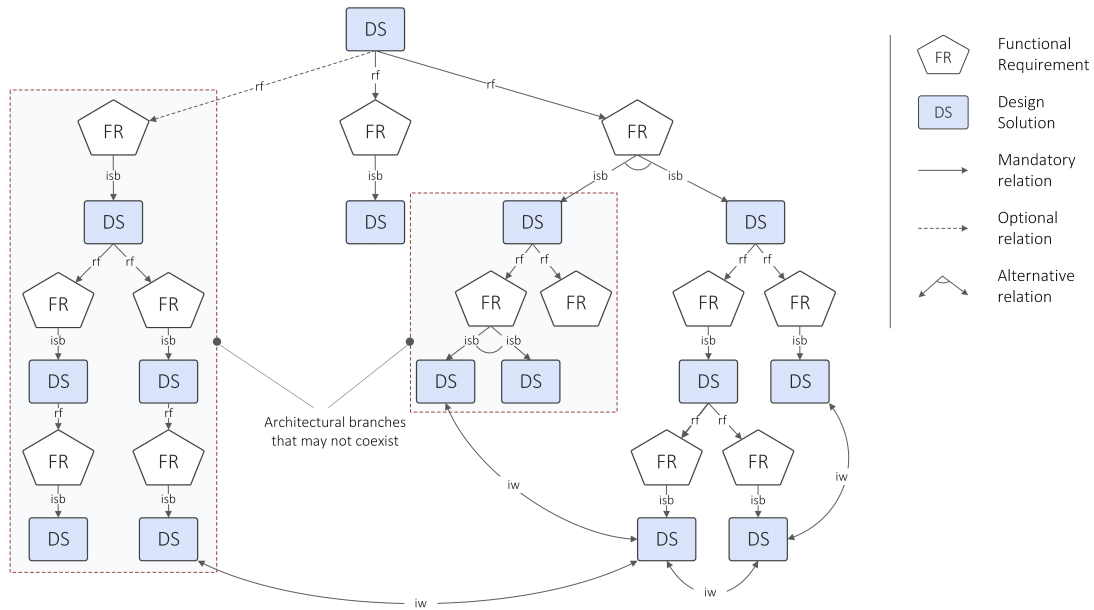 DS
rf
rf
rf
FR
FR
FR
isb
isb
isb
isb
DS
DS
DS
DS
rf
rf
rf
rf
rf
rf
FR
FR
FR
FR
FR
FR
isb
isb
isb
isb
isb
isb
DS
DS
DS
DS
DS
DS
rf
rf
rf
rf
Architectural branches
that may not coexist
FR
FR
FR
FR
iw
iw
isb
isb
isb
isb
DS
DS
DS
DS
iw
iw
FR
Functional
Requirement
DS
Design
Solution
Mandatory
relation
Optional
relation
Alternative
relation